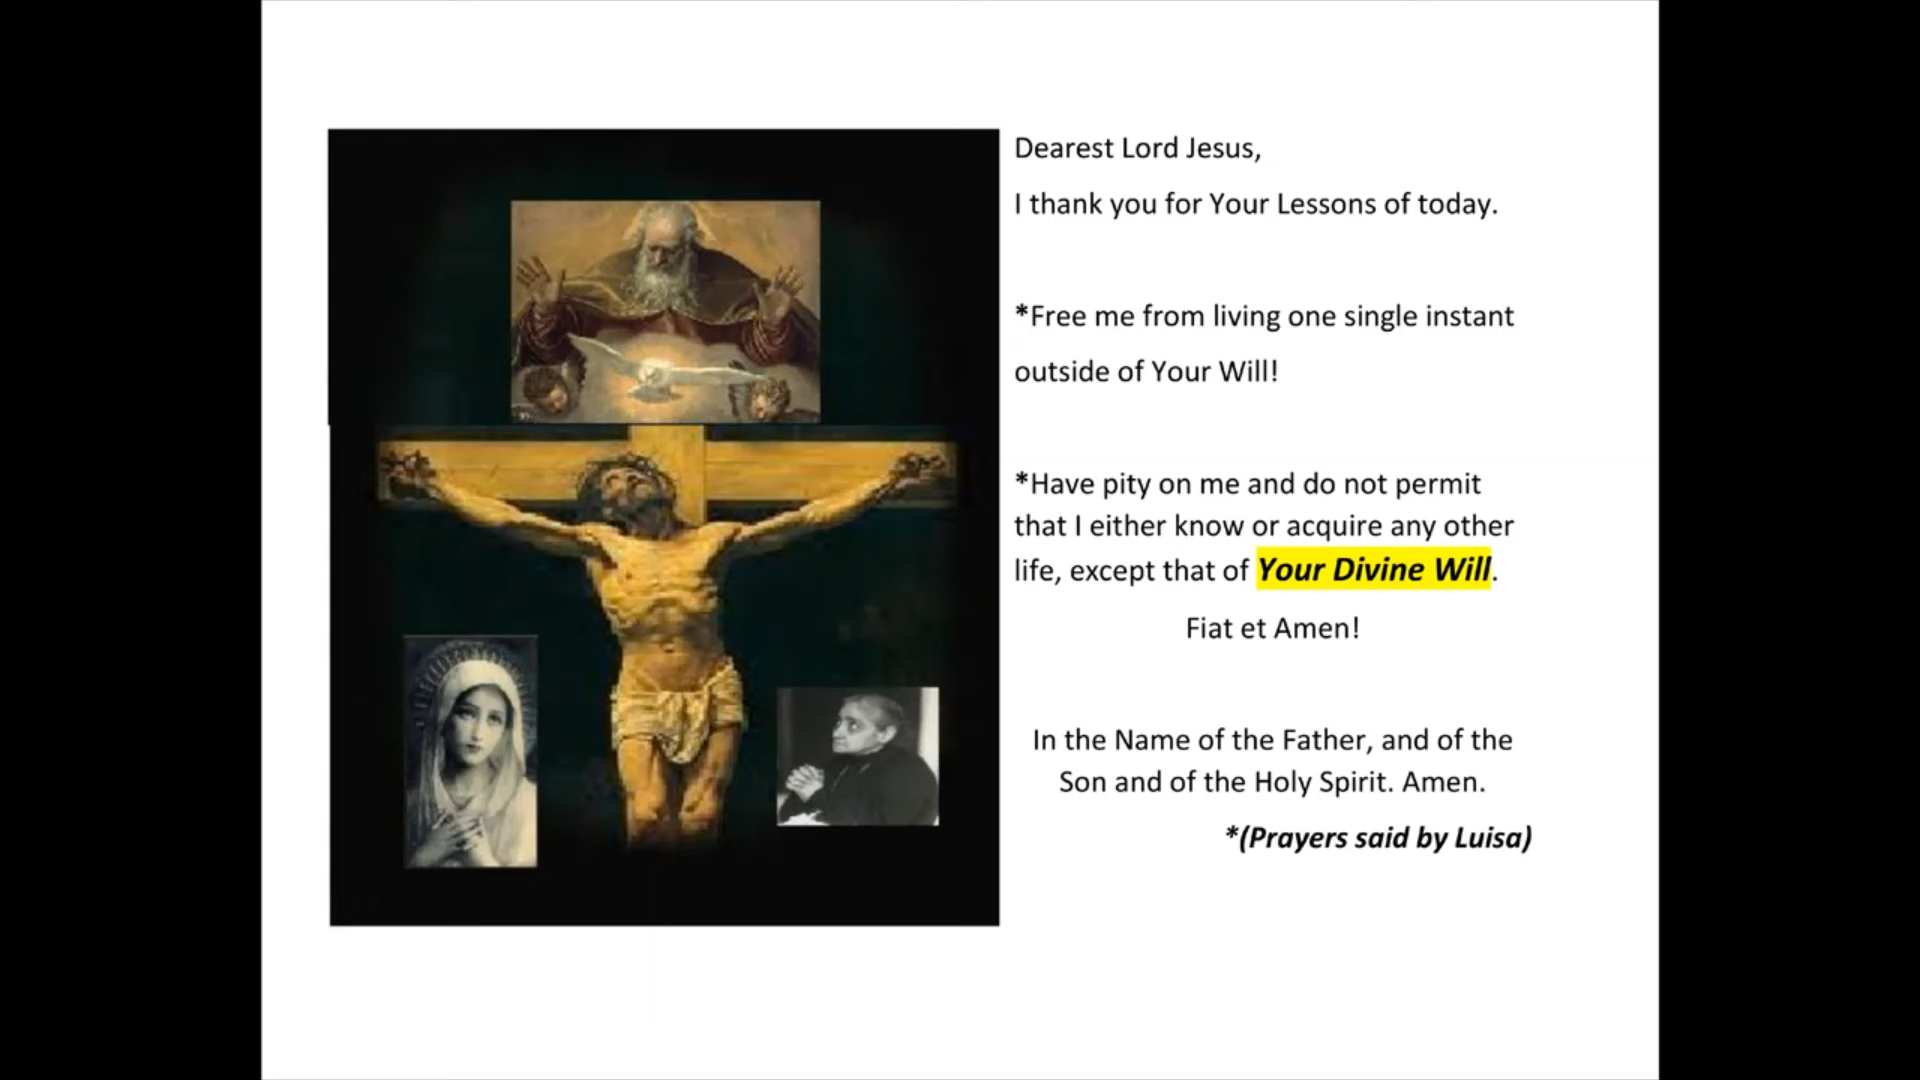 Dearest Lord Jesus,
I thank you for Your Lessons of today.
*Free me from living one single instant
outside of Your Will!
*Have pity on me and do not permit
that I either know or acquire any other
life, except that of Your Divine Will.
Fiat et Amen!
In the Name of the Father, and of the
Son and of the Holy Spirit. Amen.
*(Prayers said by Luisa)